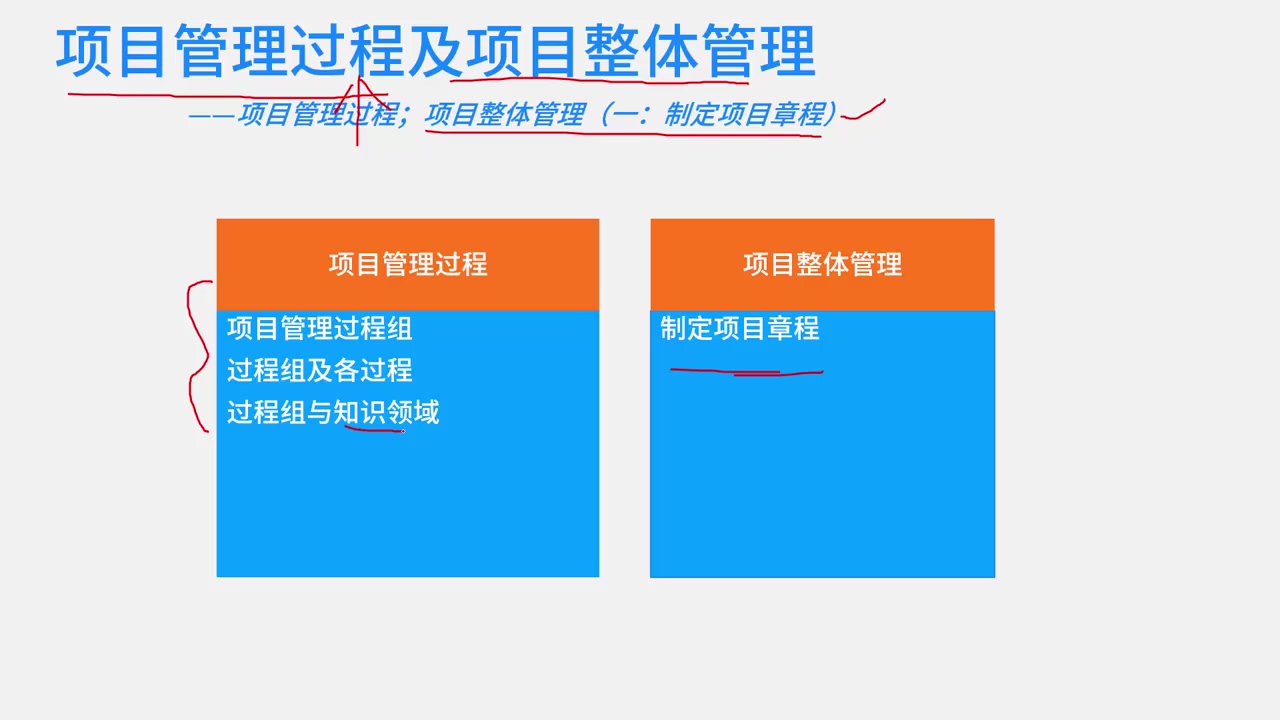 项目管理过程及项目整体管理
——项目管理过程；项目整体管理（一：制定项目章程）
项目管理过程
项目管理过程组
过程组及各过程
过程组与知识领域
项目整体管理
制定项目章程